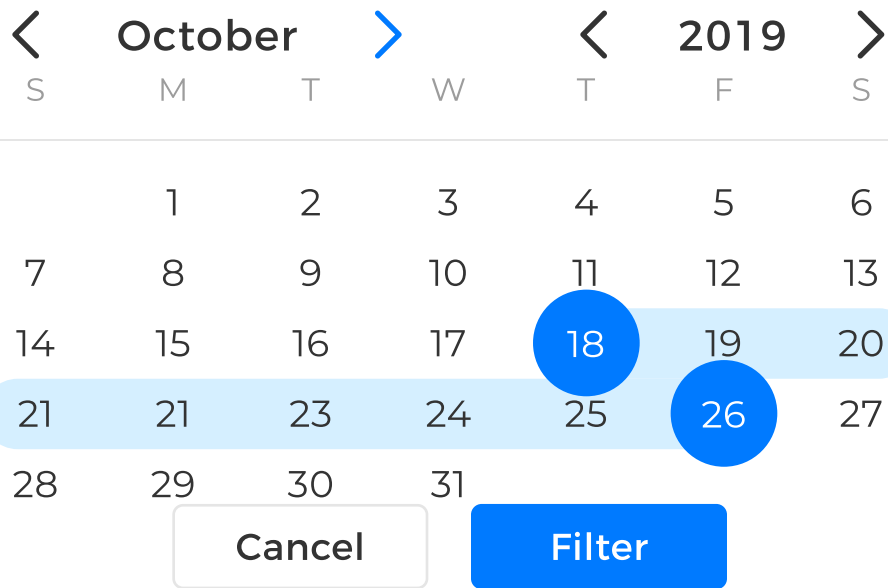 October 2019
S M T W T F S
1 2 3 4 5 6
7 8 9 10 11 12 13
14 15 16 17 18 19 20
21 21 23 24 25 26 27
28 29 30 31
Cancel Filter